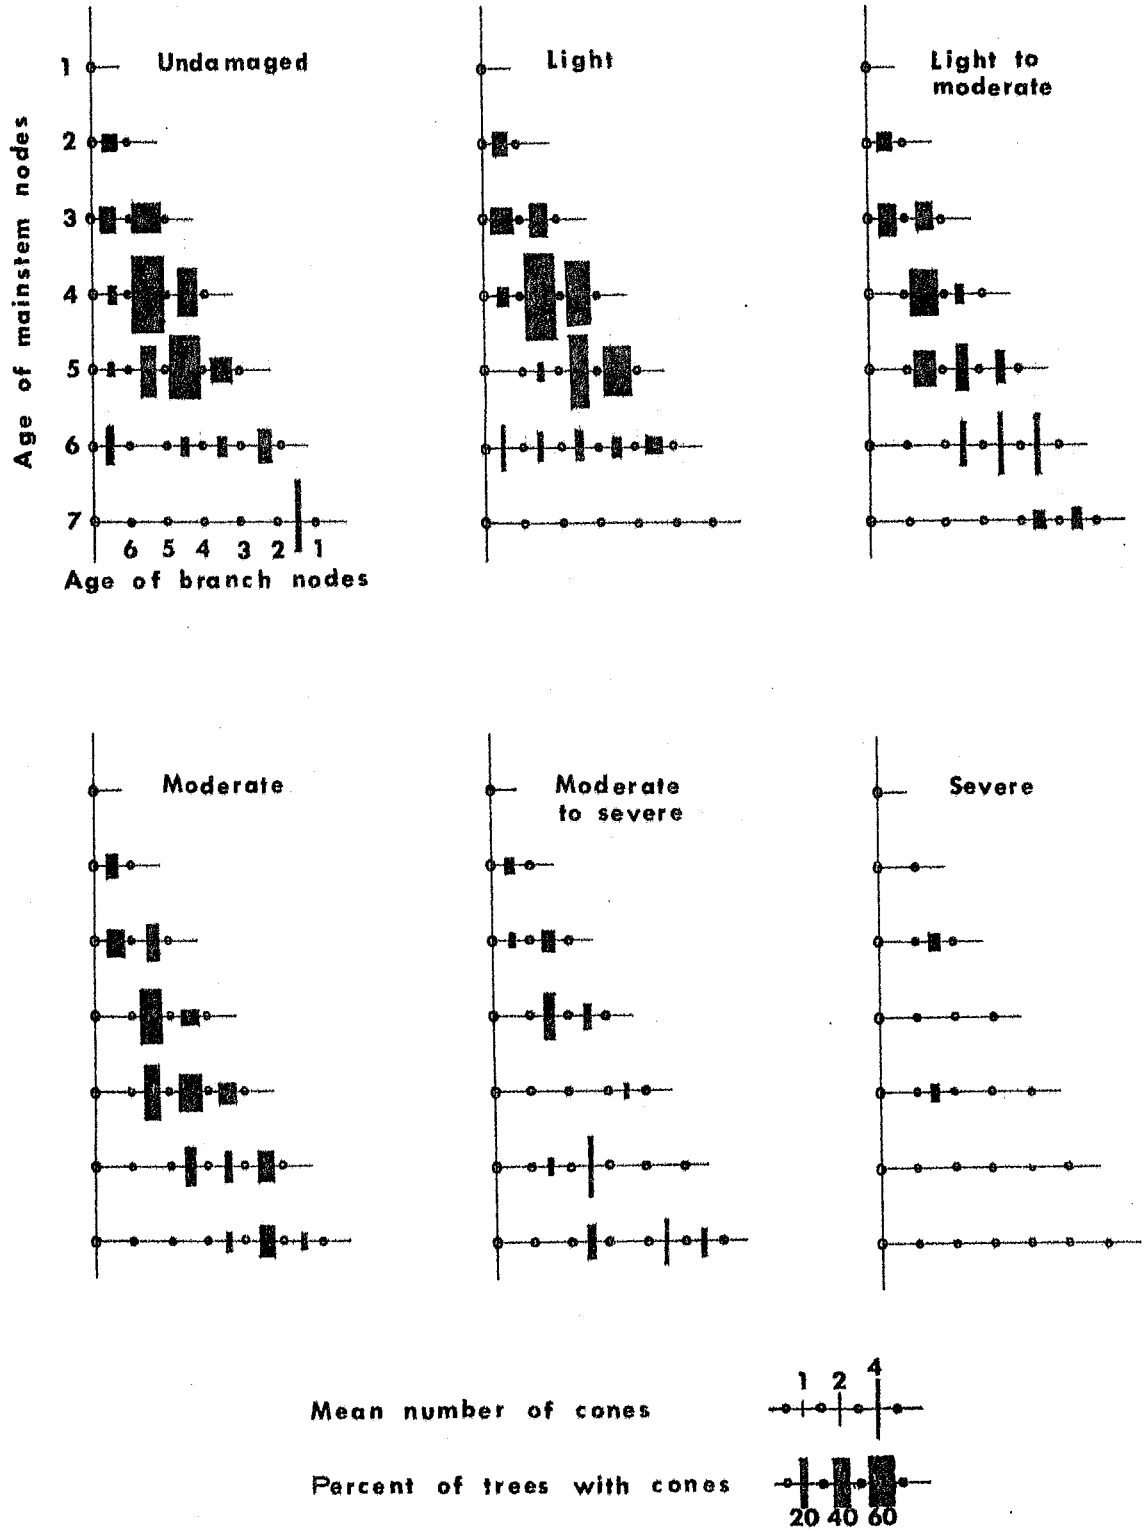 Undamaged
Light
Light to
moderate
Age of mainstem nodes
1
2
3
4
5
6
7
6 5 4 3 2 1
Age of branch nodes
Moderate
Moderate
to severe
Severe
1 2 4
Mean number of cones
Percent of trees with cones
20 40 60